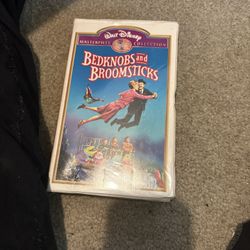 Walt Disney
MASTERPIECE COLLECTION
BEDKNOBS and
BROOMSTICKS